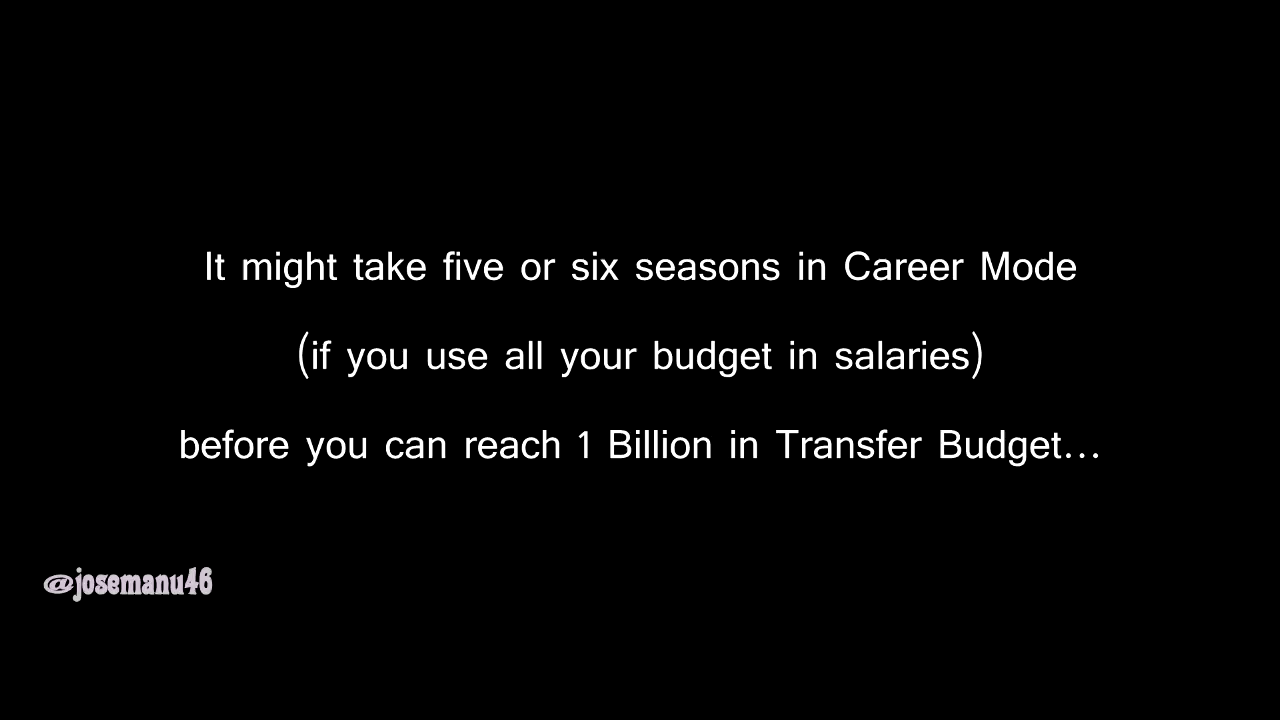 It might take five or six seasons in Career Mode
(if you use all your budget in salaries)
before you can reach 1 Billion in Transfer Budget...
@josemanu46